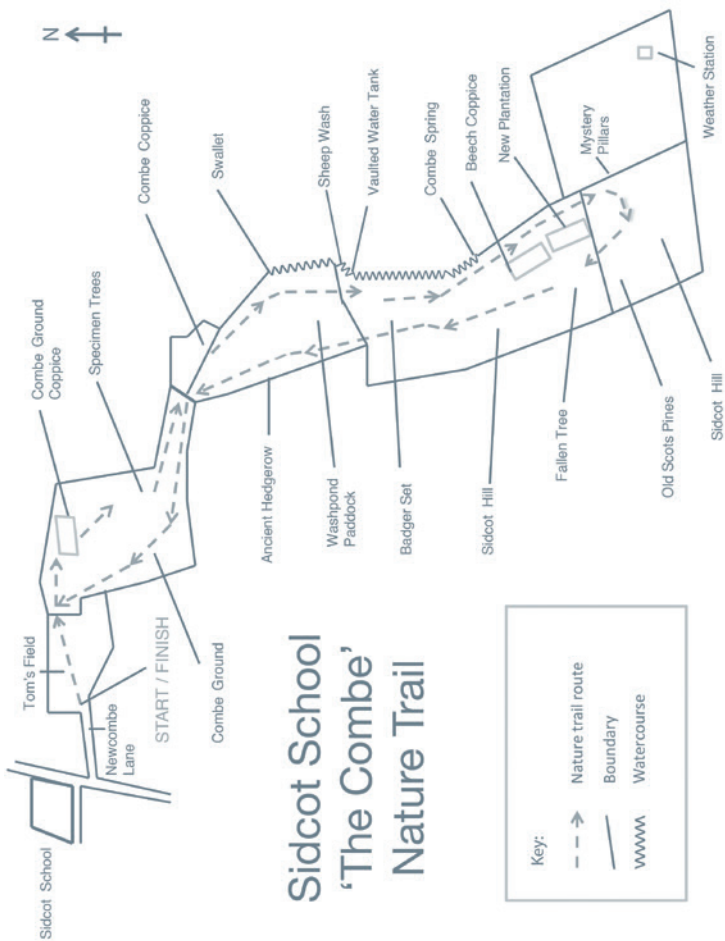 Sidcot School
'The Combe'
Nature Trail
N
Sidcot School
Tom's Field
Newcombe
Lane
START / FINISH
Combe Ground
Combe Ground
Coppice
Specimen Trees
Combe Coppice
Swallet
Sheep Wash
Vaulted Water Tank
Combe Spring
Beech Coppice
New Plantation
Mystery
Pillars
Weather Station
Ancient Hedgerow
Washpond
Paddock
Badger Set
Sidcot Hill
Fallen Tree
Old Scots Pines
Sidcot Hill
Key:
Nature trail route
Boundary
Watercourse